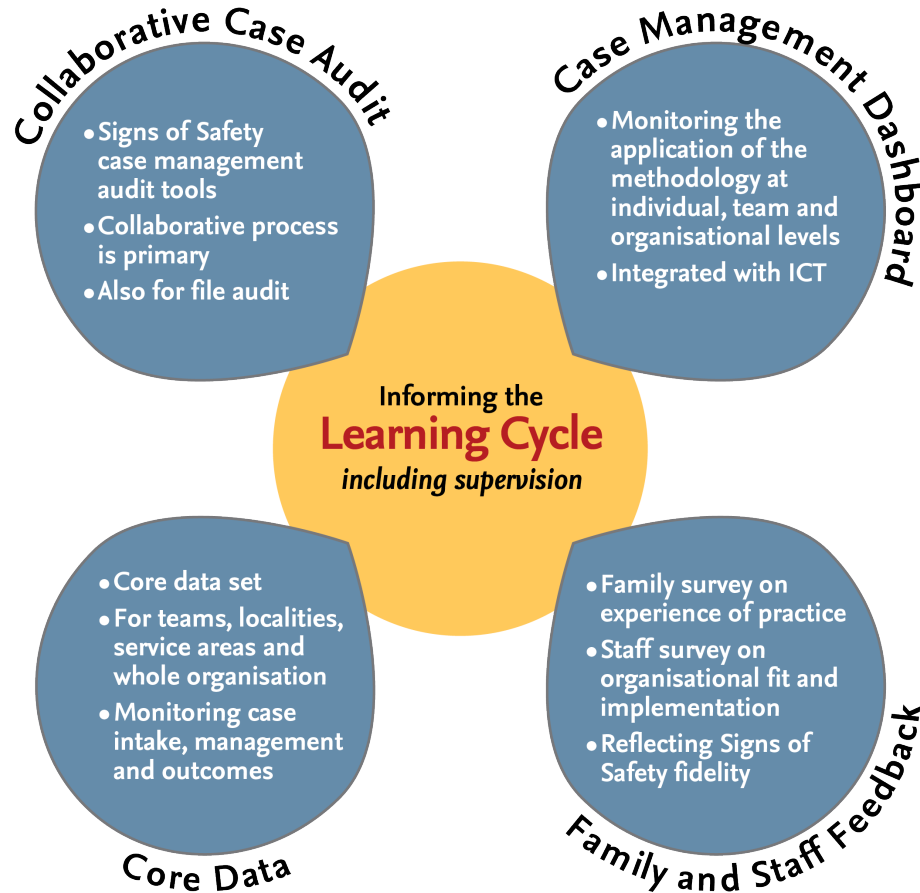 Collaborative Case Audit
• Signs of Safety
case management
audit tools
• Collaborative process
is primary
• Also for file audit
Case Management Dashboard
• Monitoring the
application of the
methodology at
individual, team and
organisational levels
• Integrated with ICT
Informing the
Learning Cycle
including supervision
• Core data set
• For teams, localities,
service areas and
whole organisation
• Monitoring case
intake, management
and outcomes
Core Data
• Family survey on
experience of practice
• Staff survey on
organisational fit and
implementation
• Reflecting Signs of
Safety fidelity
Family and Staff Feedback